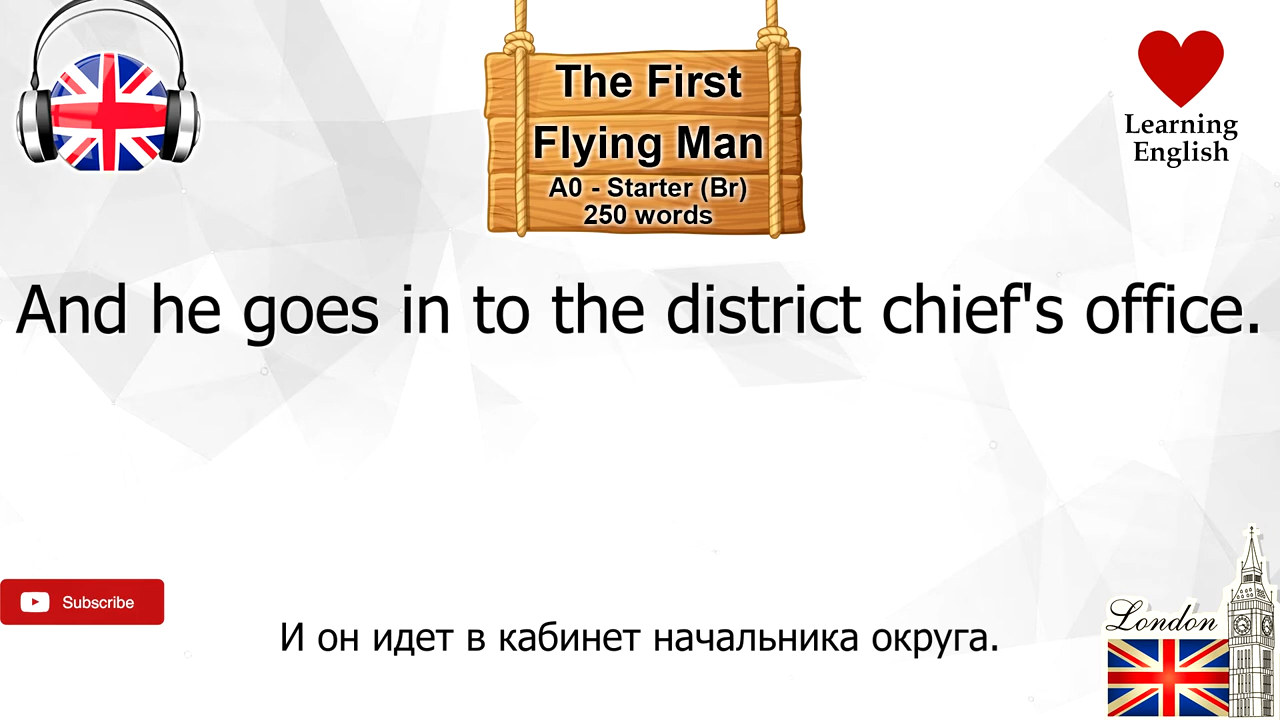 The First
Flying Man
A0 - Starter (Br)
250 words
Learning
English
And he goes in to the district chief's office.
Subscribe
И он идет в кабинет начальника округа.
London